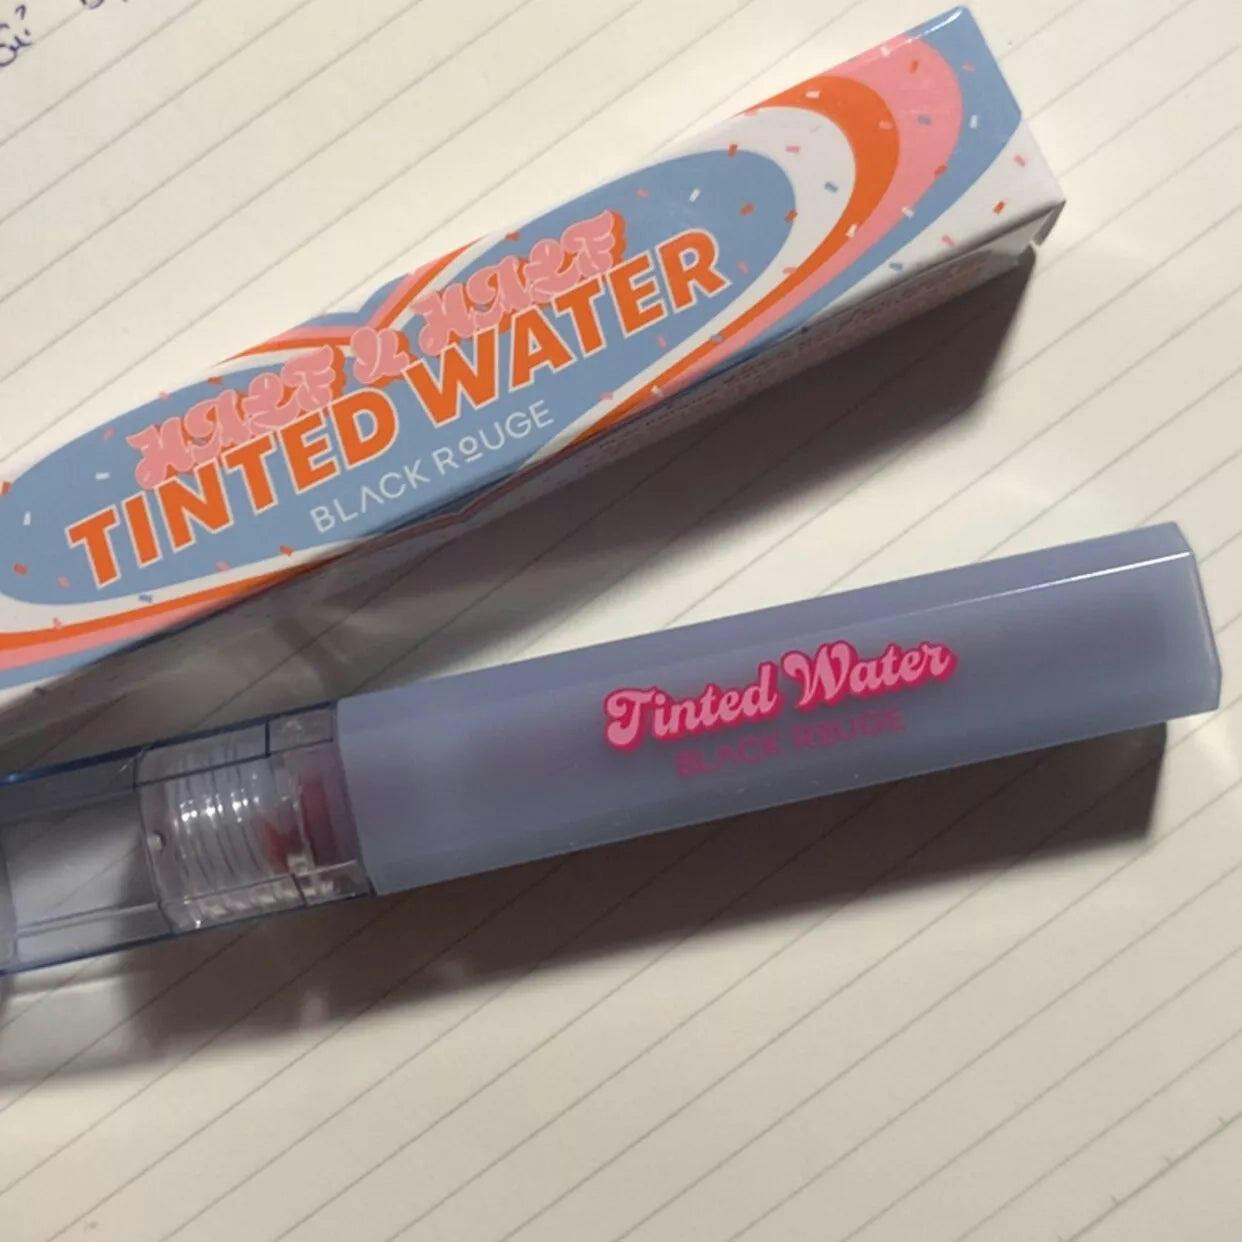 HALF & HALF
TINTED WATER
BLACK ROUGE
Tinted Water
BLACK ROUGE